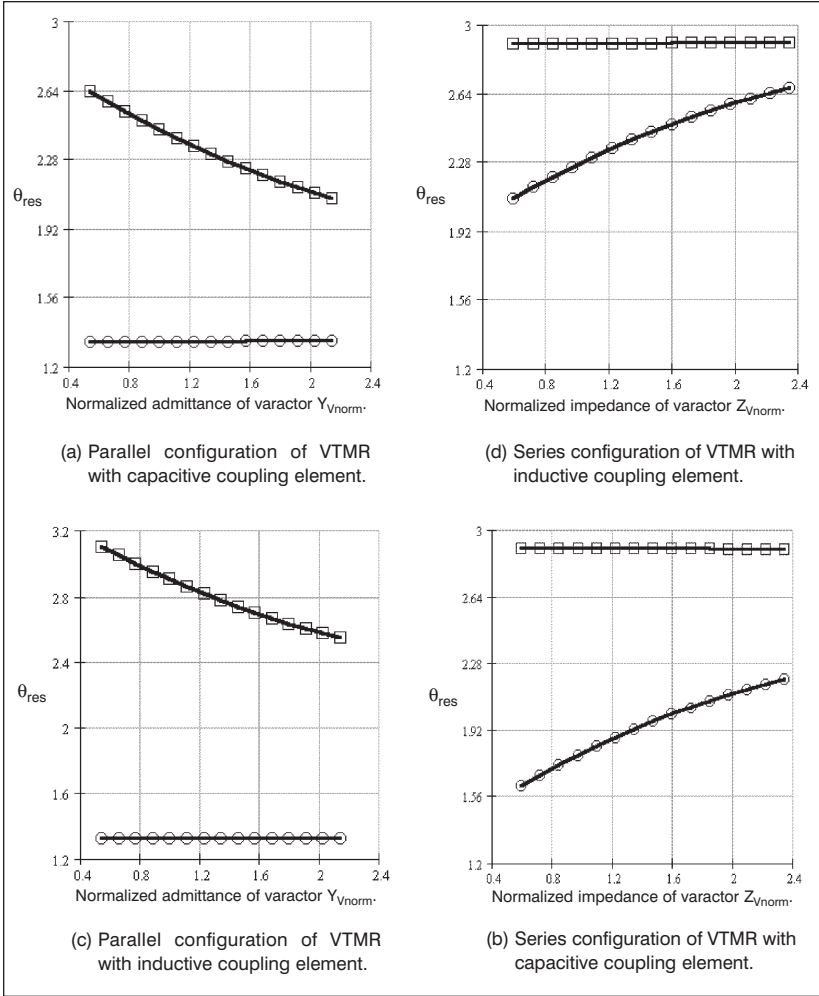 3
2.64
2.28
θres
1.92
1.56
1.2
0.4 0.8 1.2 1.6 2 2.4
Normalized admittance of varactor YVnorm.
(a) Parallel configuration of VTMR
with capacitive coupling element.
3
2.64
2.28
θres
1.92
1.56
1.2
0.4 0.8 1.2 1.6 2 2.4
Normalized impedance of varactor ZVnorm.
(d) Series configuration of VTMR with
inductive coupling element.
3.2
2.8
2.4
θres
2
1.6
1.2
0.4 0.8 1.2 1.6 2 2.4
Normalized admittance of varactor YVnorm.
(c) Parallel configuration of VTMR
with inductive coupling element.
3
2.64
2.28
θres
1.92
1.56
1.2
0.4 0.8 1.2 1.6 2 2.4
Normalized impedance of varactor ZVnorm.
(b) Series configuration of VTMR with
capacitive coupling element.